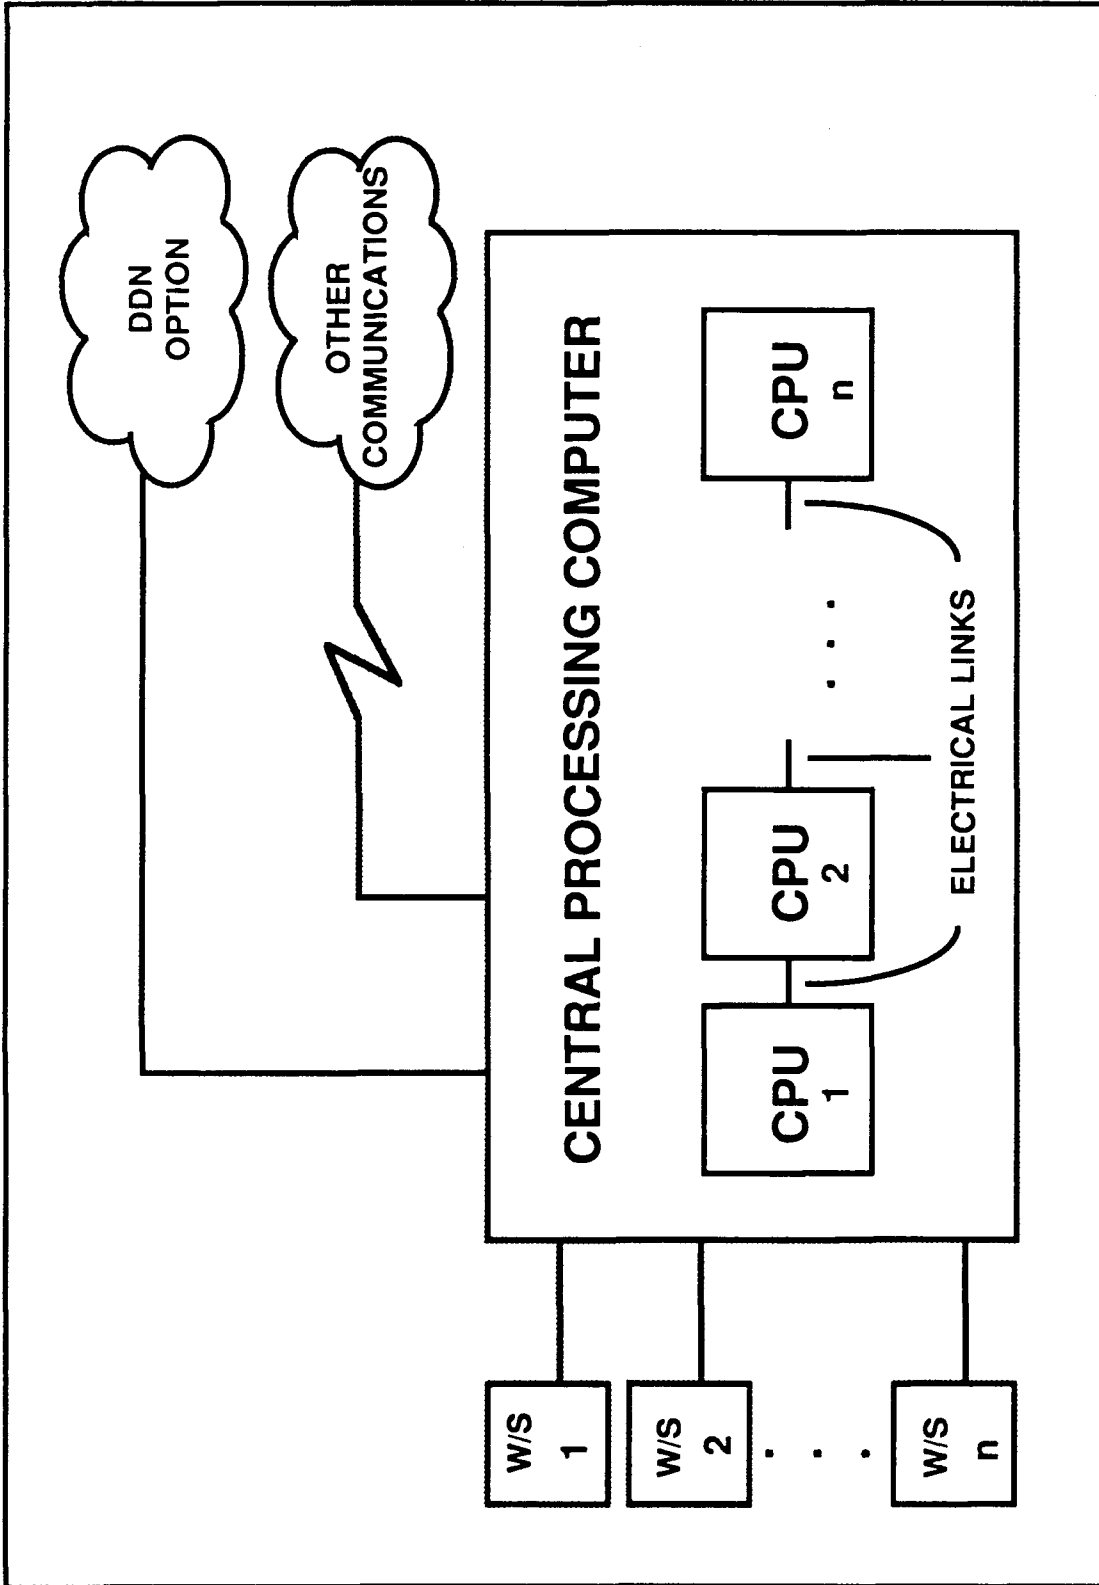 DDN
OPTION
OTHER
COMMUNICATIONS
CENTRAL PROCESSING COMPUTER
W/S
1
W/S
2
. . .
W/S
n
CPU
1
CPU
2
. . .
CPU
n
ELECTRICAL LINKS